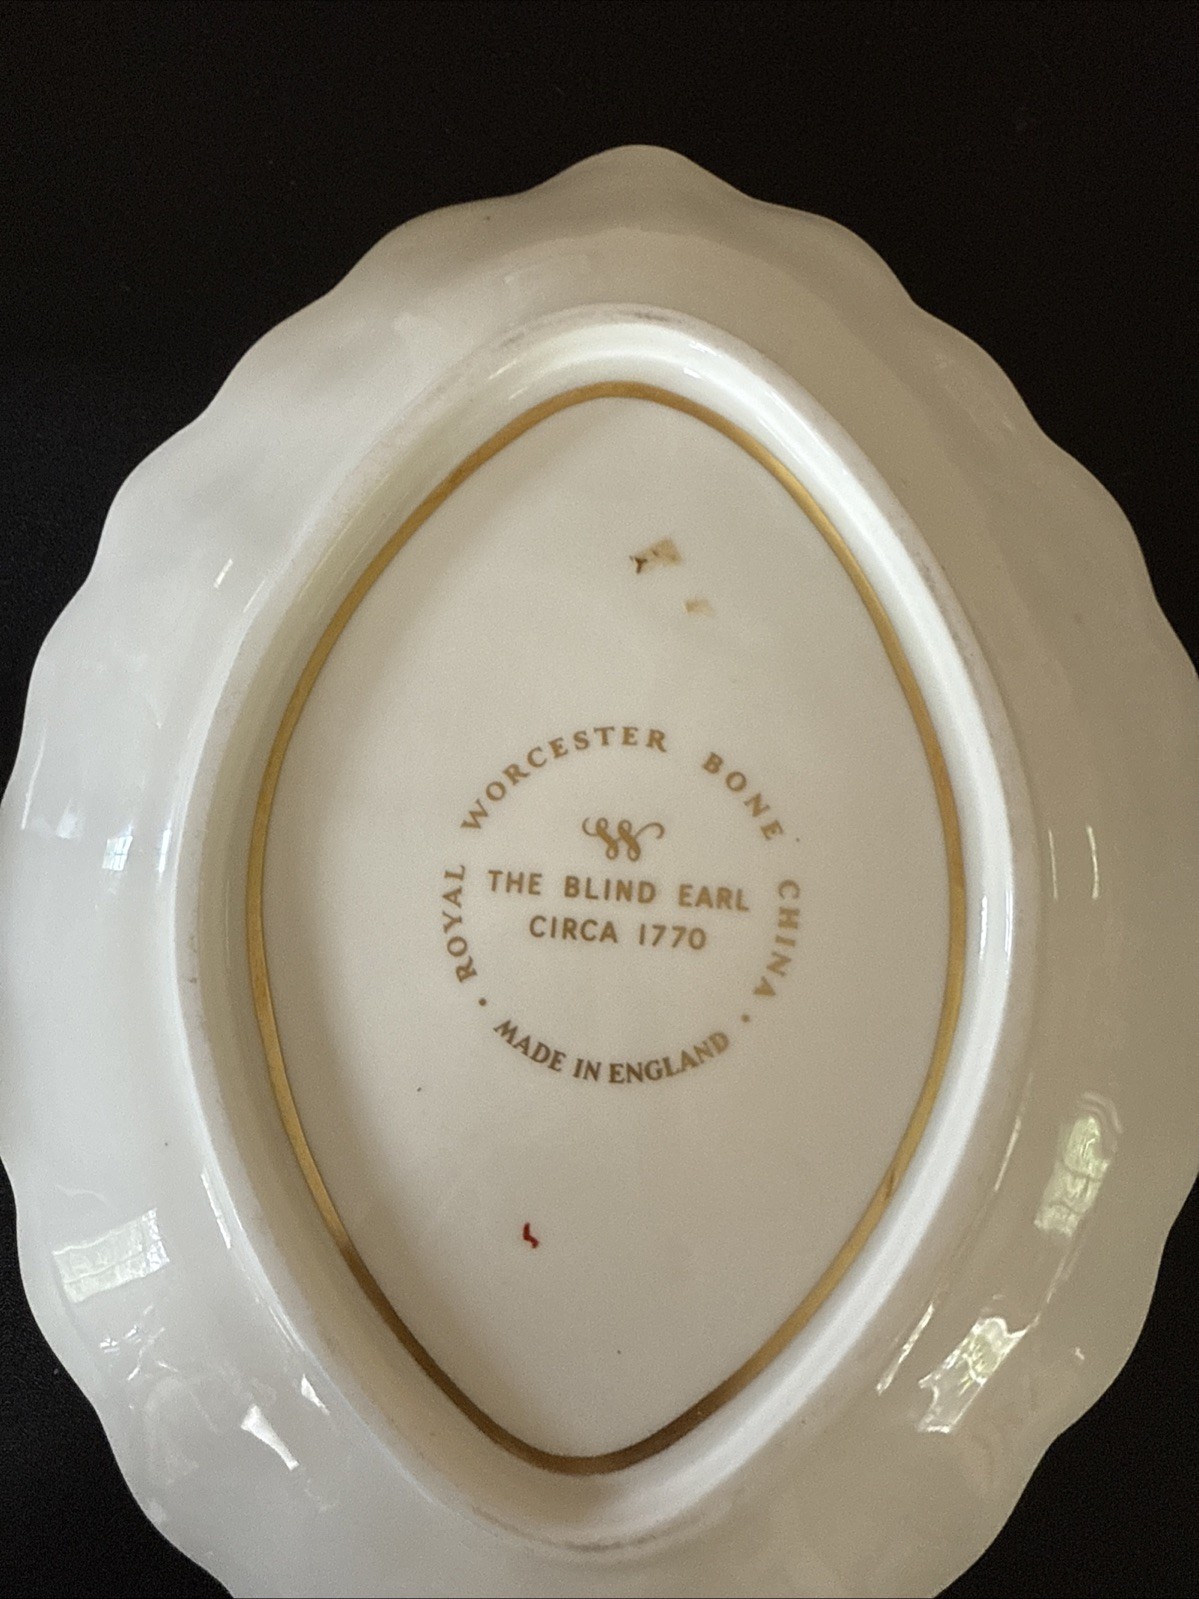 ROYAL WORCESTER BONE CHINA
W
THE BLIND EARL
CIRCA 1770
• MADE IN ENGLAND •